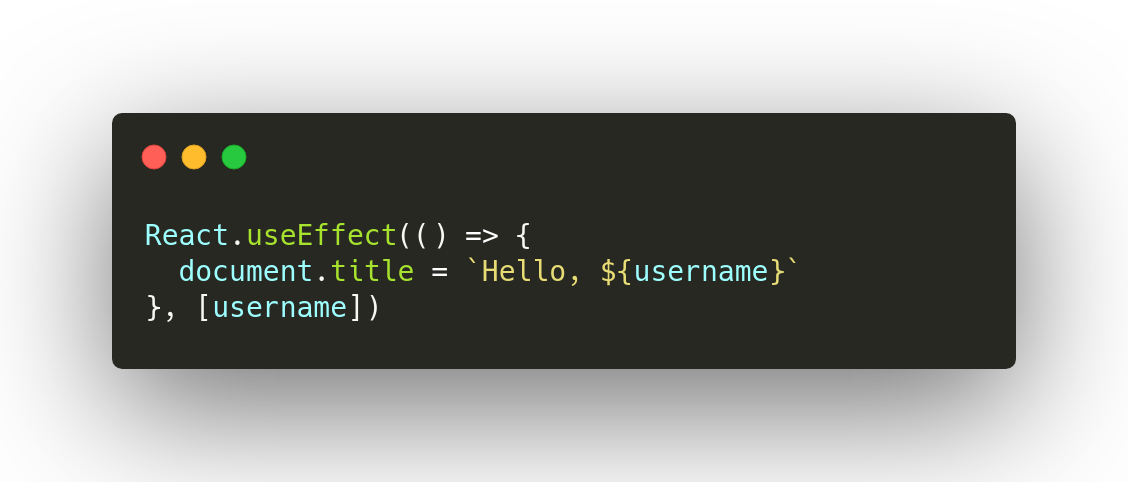 React.useEffect(() => {
  document.title = `Hello, ${username}`
}, [username])